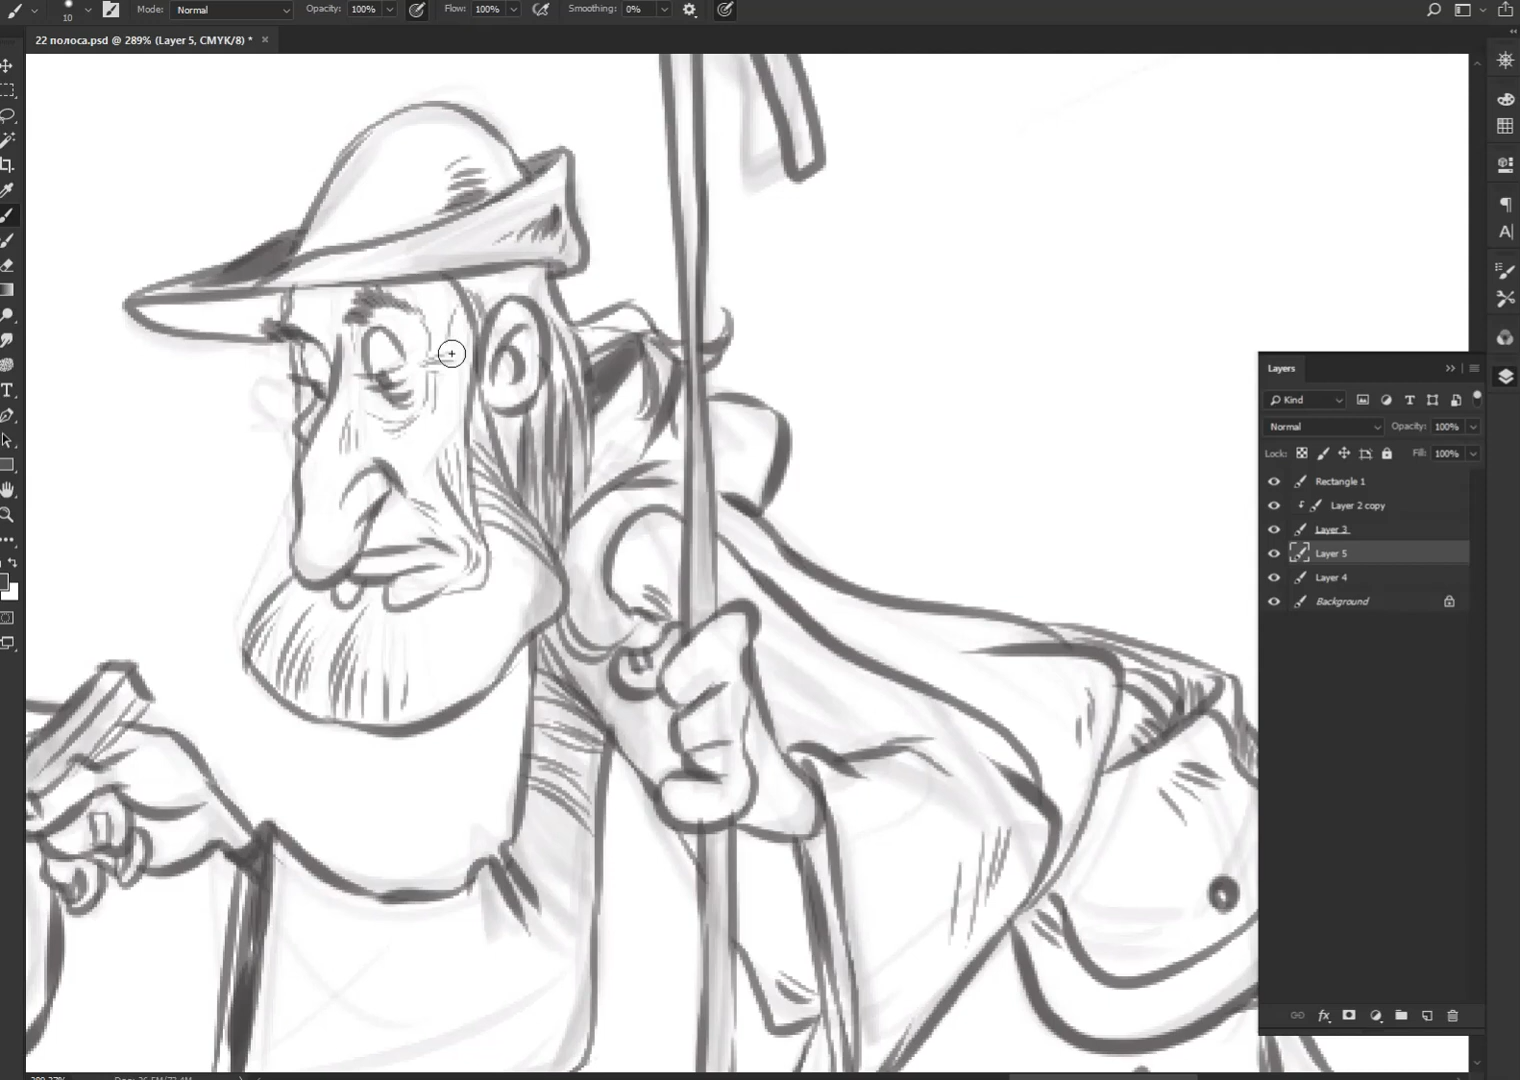 10 Mode: Normal Opacity: 100% Flow: 100% Smoothing: 0%
22 полоса.psd @ 289% (Layer 5, CMYK/8) * ×
Layers
Kind
Normal Opacity: 100%
Lock: Fill: 100%
Rectangle 1
Layer 2 copy
Layer 3
Layer 5
Layer 4
Background